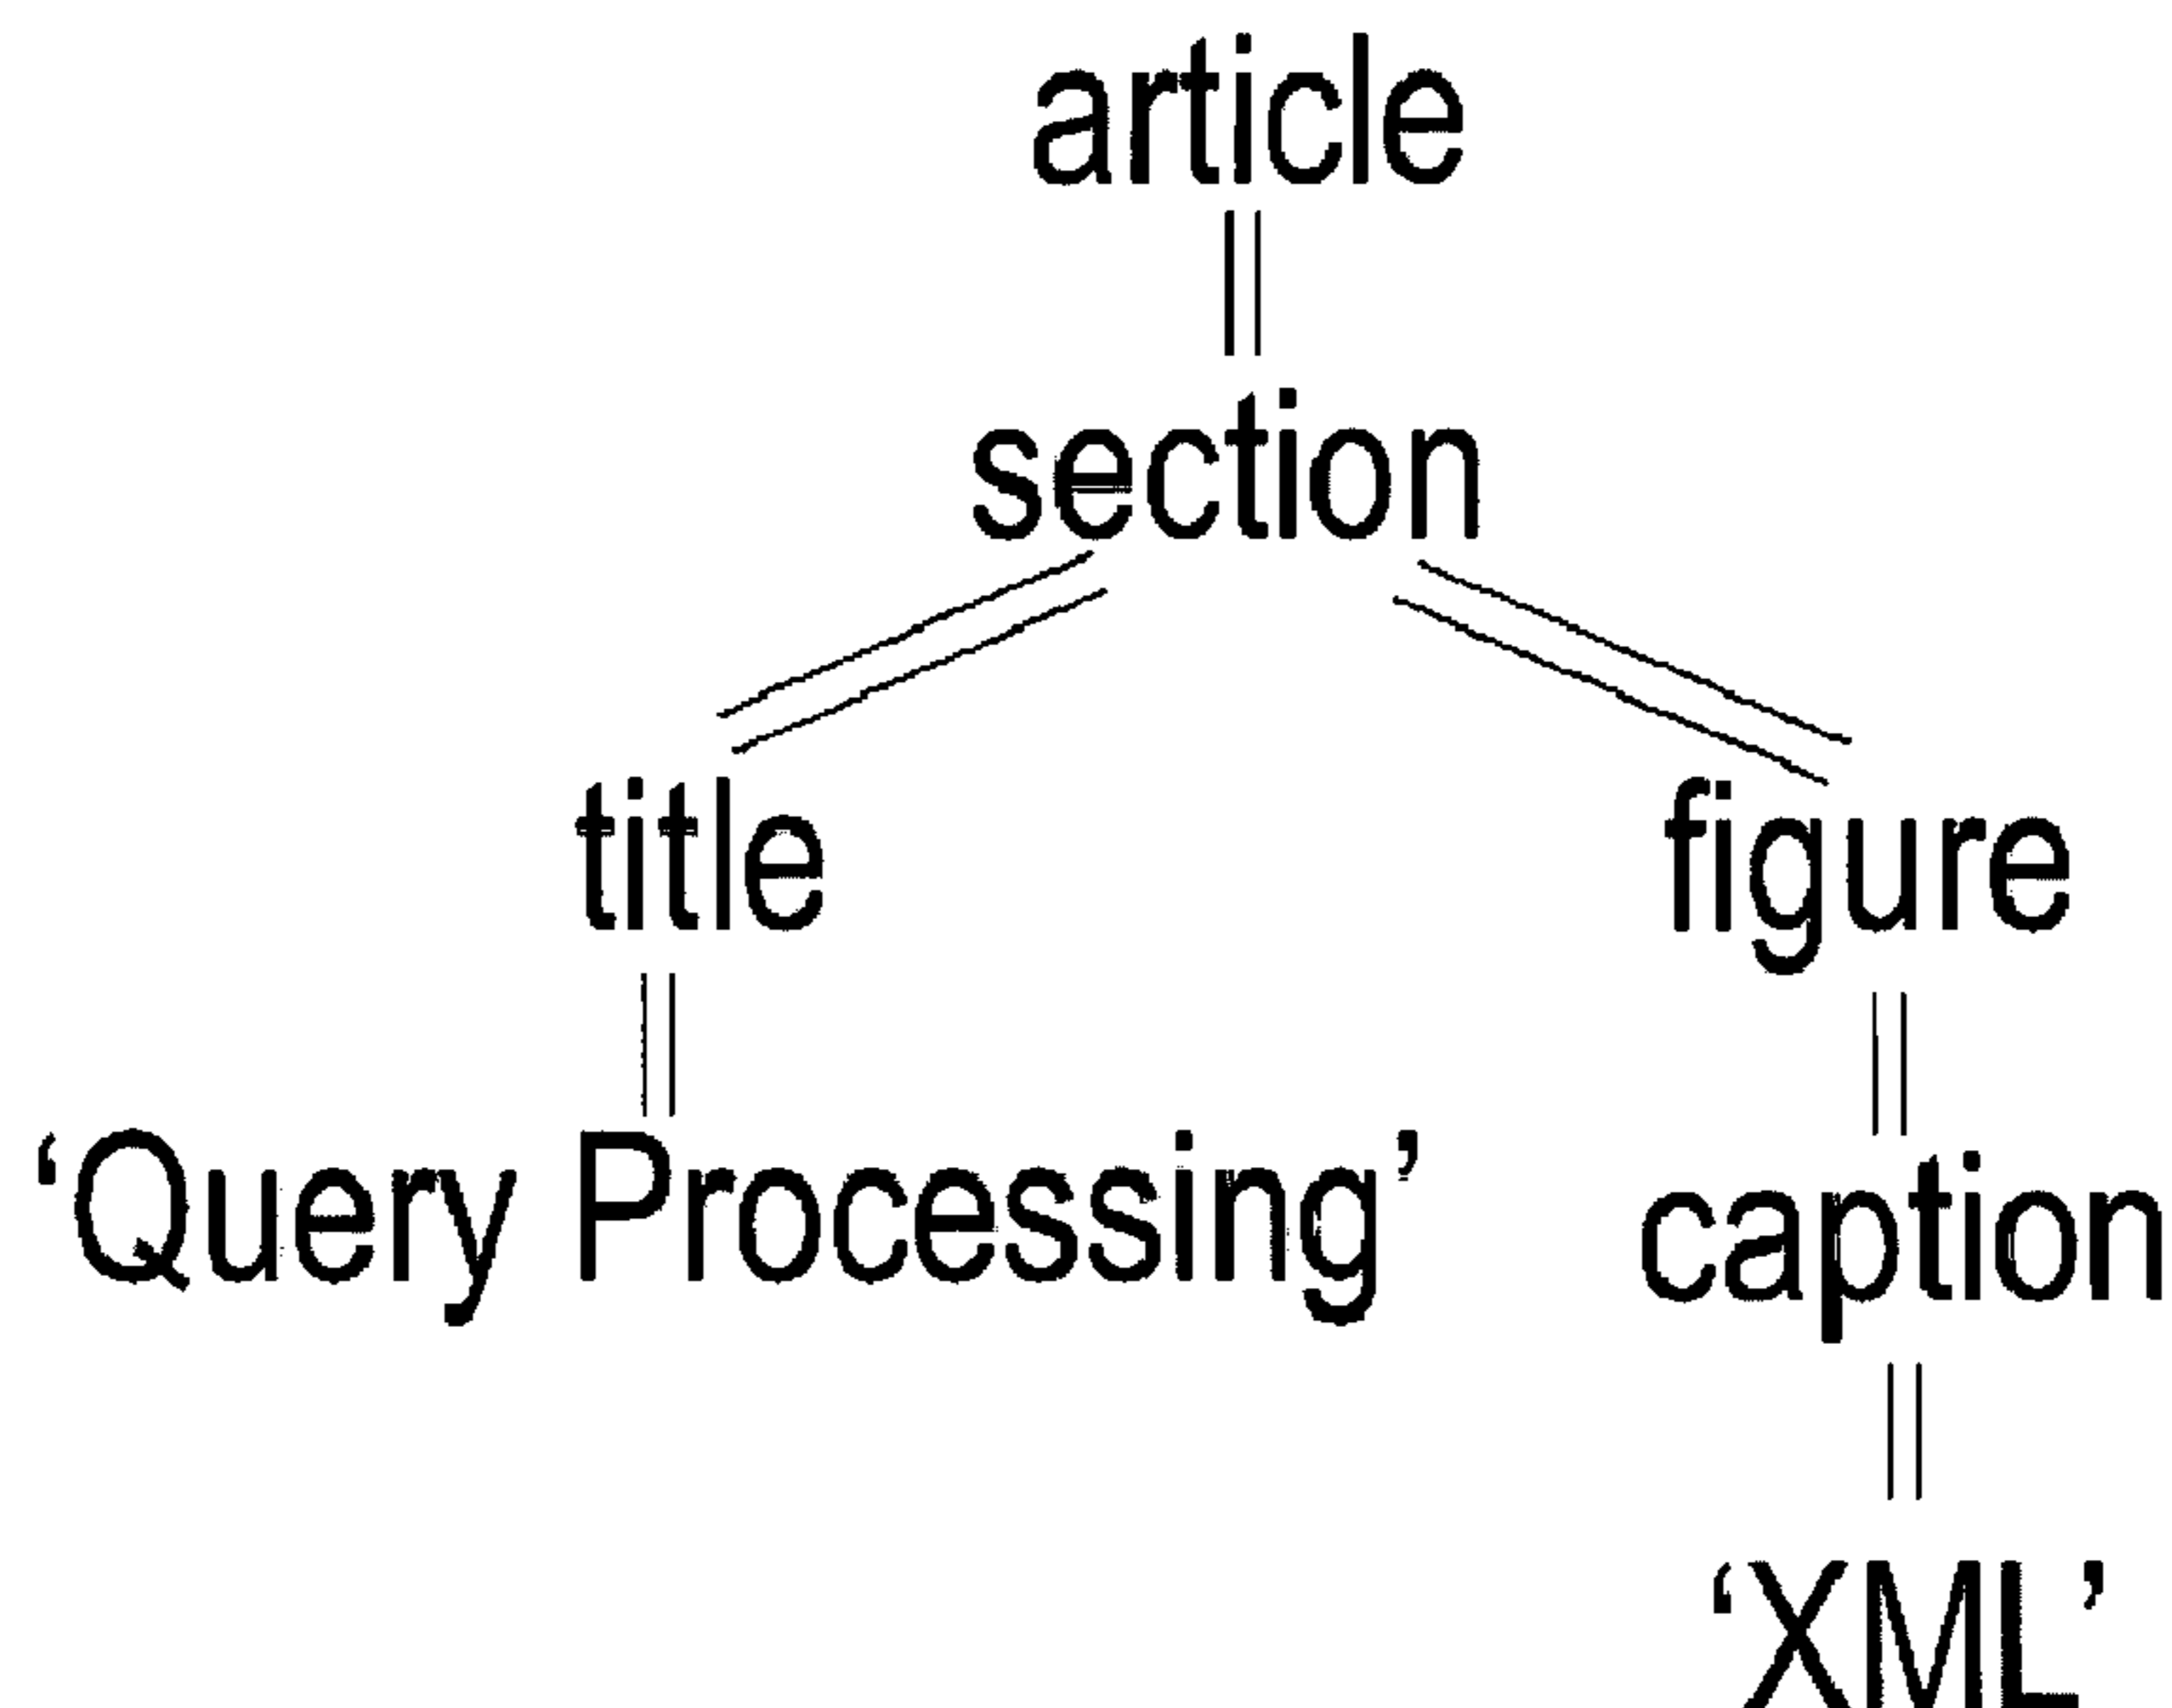 article
section
title
figure
‘Query Processing’
caption
‘XML’